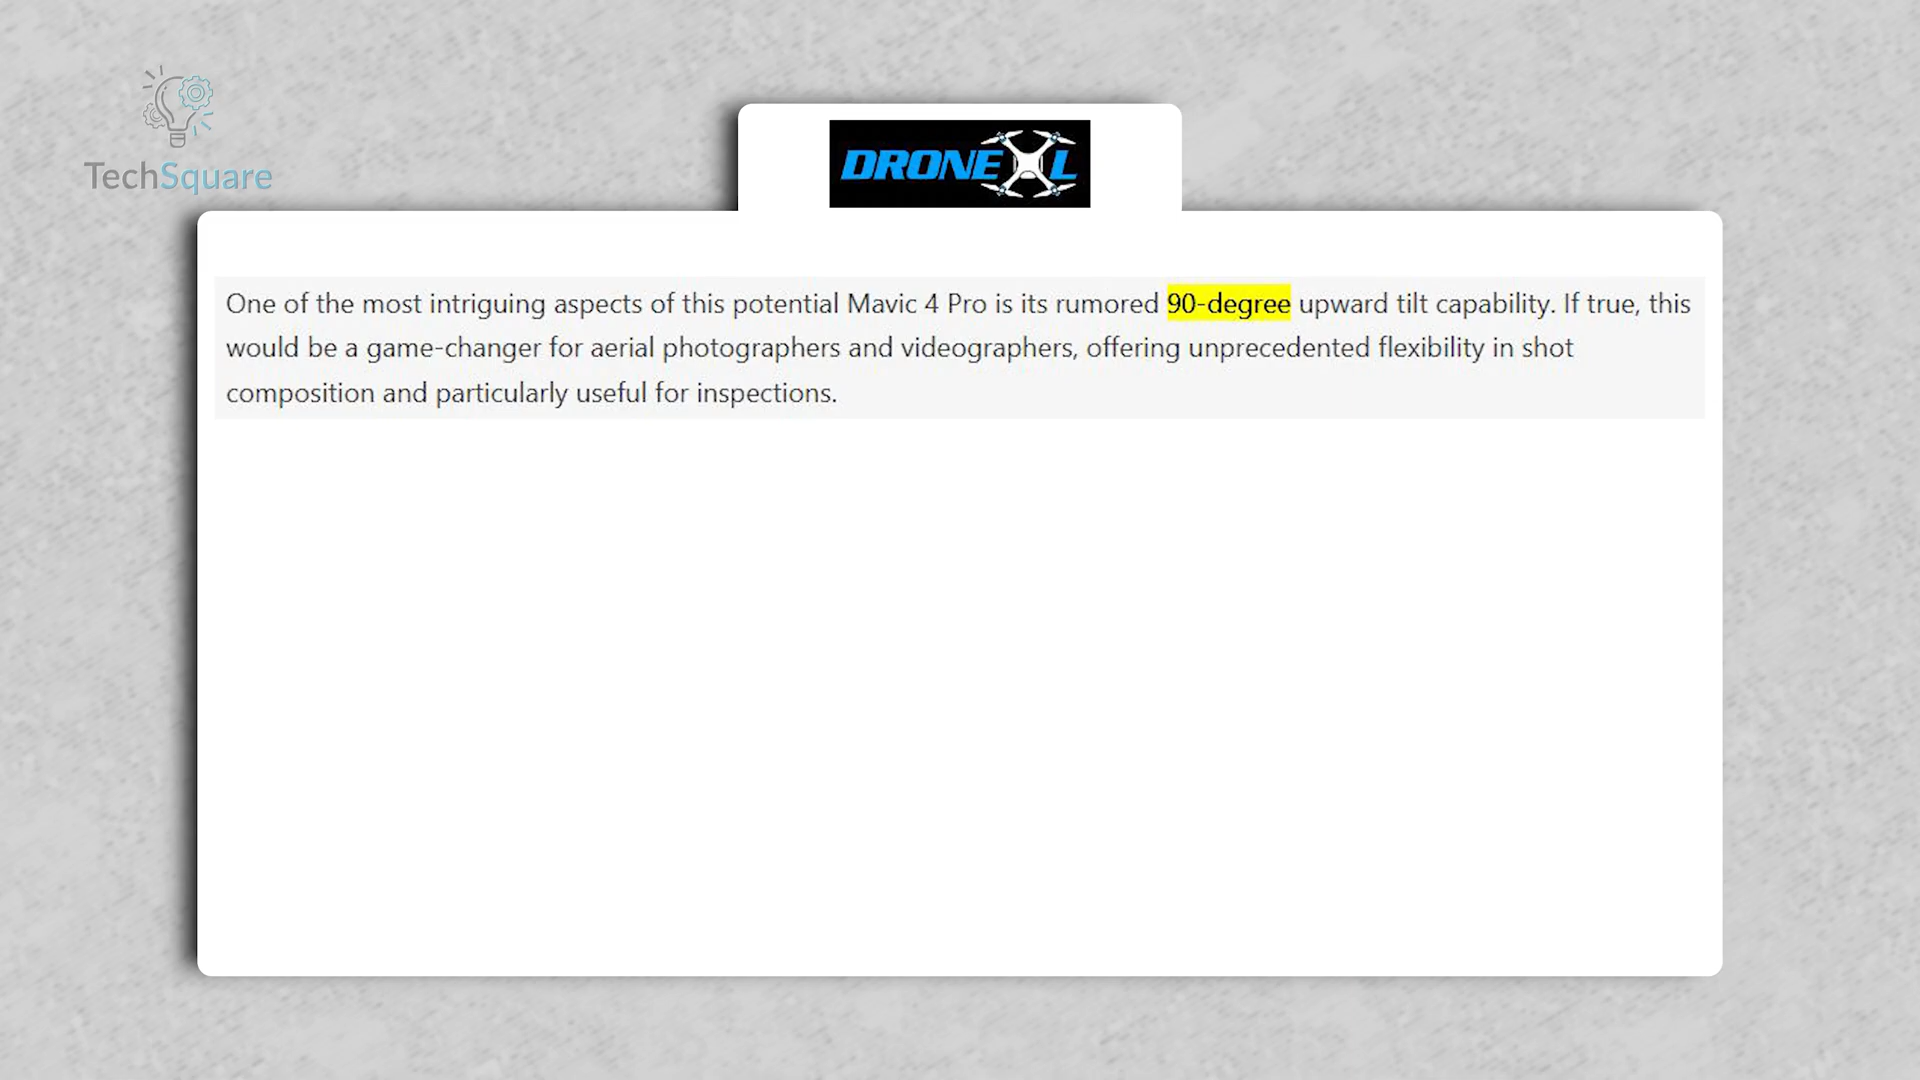 TechSquare
DRONEXL
One of the most intriguing aspects of this potential Mavic 4 Pro is its rumored 90-degree upward tilt capability. If true, this
would be a game-changer for aerial photographers and videographers, offering unprecedented flexibility in shot
composition and particularly useful for inspections.